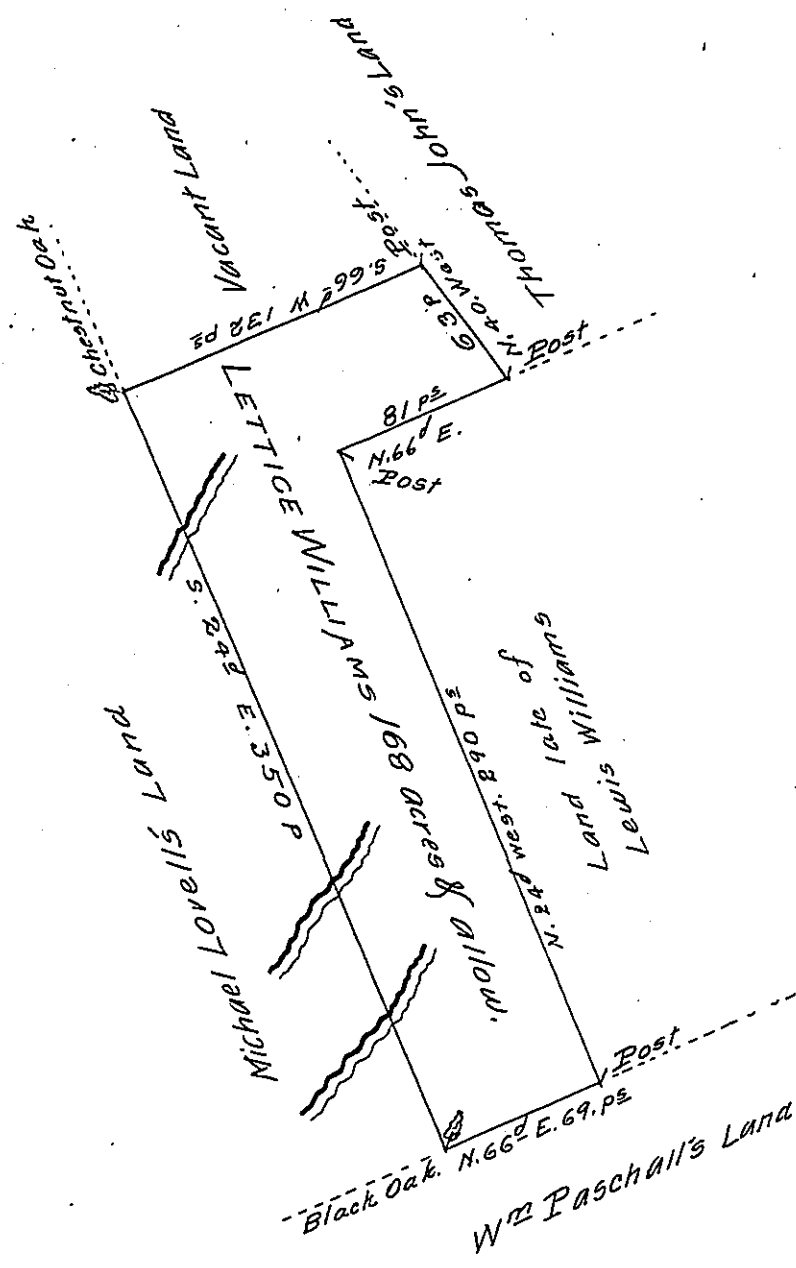 Chestnut Oak
Vacant Land
Thomas John's Land
Post
S. 66d W 132 ps
N. 40. West
63 P
Post
81 ps
N. 66d E.
Post
LETTICE WILLIAMS 168 acres & allow.
S. 24d E. 350 P
Michael Lovell's Land
N. 24d West. 290 ps
Land late of
Lewis Williams
Post
N. 66d E. 69. ps
Black Oak.
Wm Paschall's Land